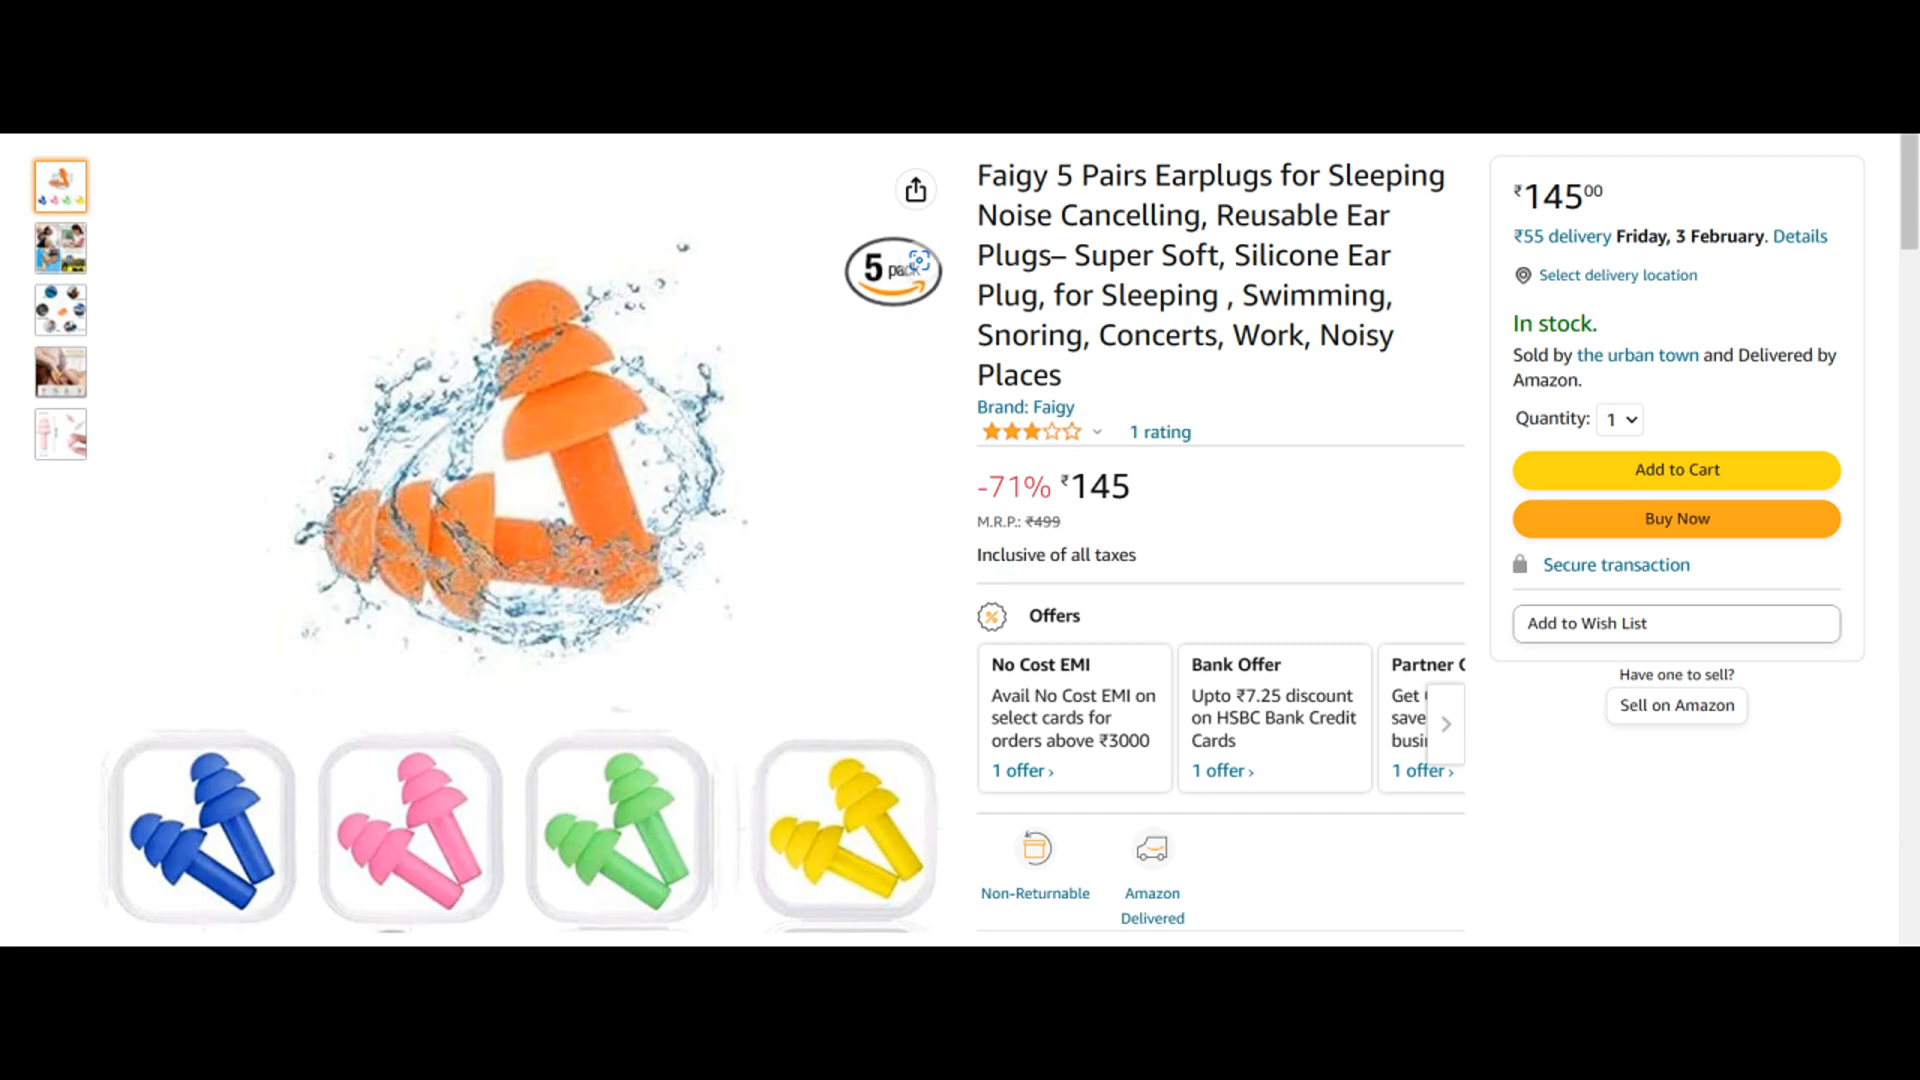 5 pack
Faigy 5 Pairs Earplugs for Sleeping
Noise Cancelling, Reusable Ear
Plugs– Super Soft, Silicone Ear
Plug, for Sleeping , Swimming,
Snoring, Concerts, Work, Noisy
Places
Brand: Faigy
1 rating
-71% ₹145
M.R.P.: ₹499
Inclusive of all taxes
Offers
No Cost EMI
Avail No Cost EMI on
select cards for
orders above ₹3000
1 offer ›
Bank Offer
Upto ₹7.25 discount
on HSBC Bank Credit
Cards
1 offer ›
Partner
Get
save
1 offer ›
Non-Returnable
Amazon
Delivered
₹14500
₹55 delivery Friday, 3 February. Details
Select delivery location
In stock.
Sold by the urban town and Delivered by
Amazon.
Quantity: 1
Add to Cart
Buy Now
Secure transaction
Add to Wish List
Have one to sell?
Sell on Amazon